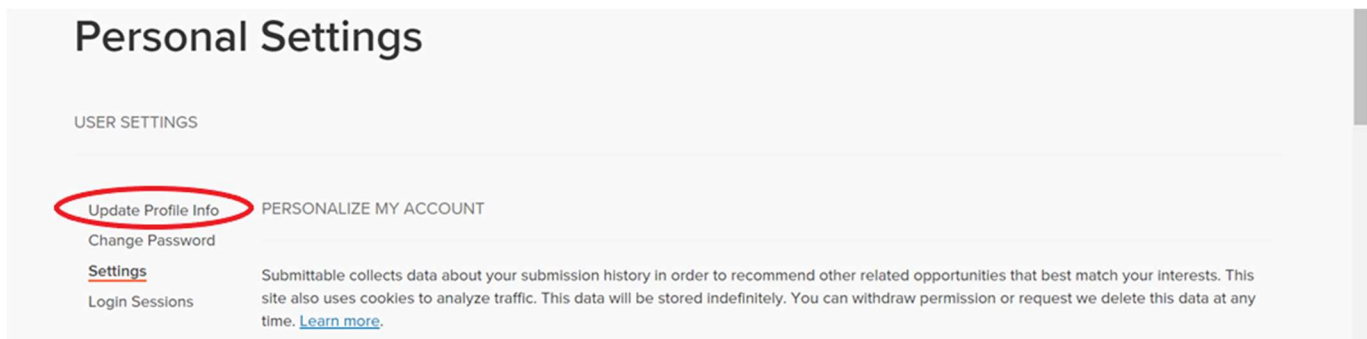 Personal Settings
USER SETTINGS
Update Profile Info
Change Password
Settings
Login Sessions
PERSONALIZE MY ACCOUNT
Submittable collects data about your submission history in order to recommend other related opportunities that best match your interests. This
site also uses cookies to analyze traffic. This data will be stored indefinitely. You can withdraw permission or request we delete this data at any
time. Learn more.